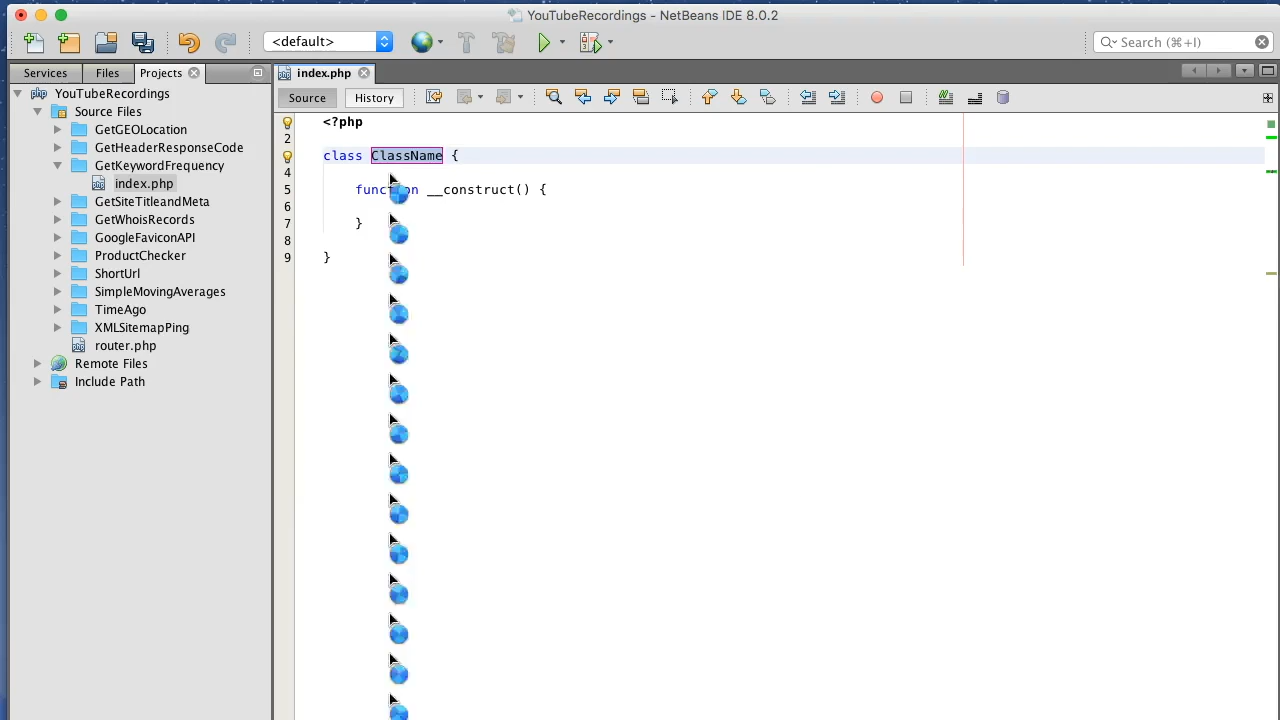 YouTubeRecordings - NetBeans IDE 8.0.2
<default>
Search (⌘+I)
Services
Files
Projects
index.php
Source
History
YouTubeRecordings
Source Files
GetGEOLocation
GetHeaderResponseCode
GetKeywordFrequency
index.php
GetSiteTitleandMeta
GetWhoisRecords
GoogleFaviconAPI
ProductChecker
ShortUrl
SimpleMovingAverages
TimeAgo
XMLSitemapPing
router.php
Remote Files
Include Path
<?php
2
class ClassName {
4
5 function __construct() {
6
7 }
8
9 }